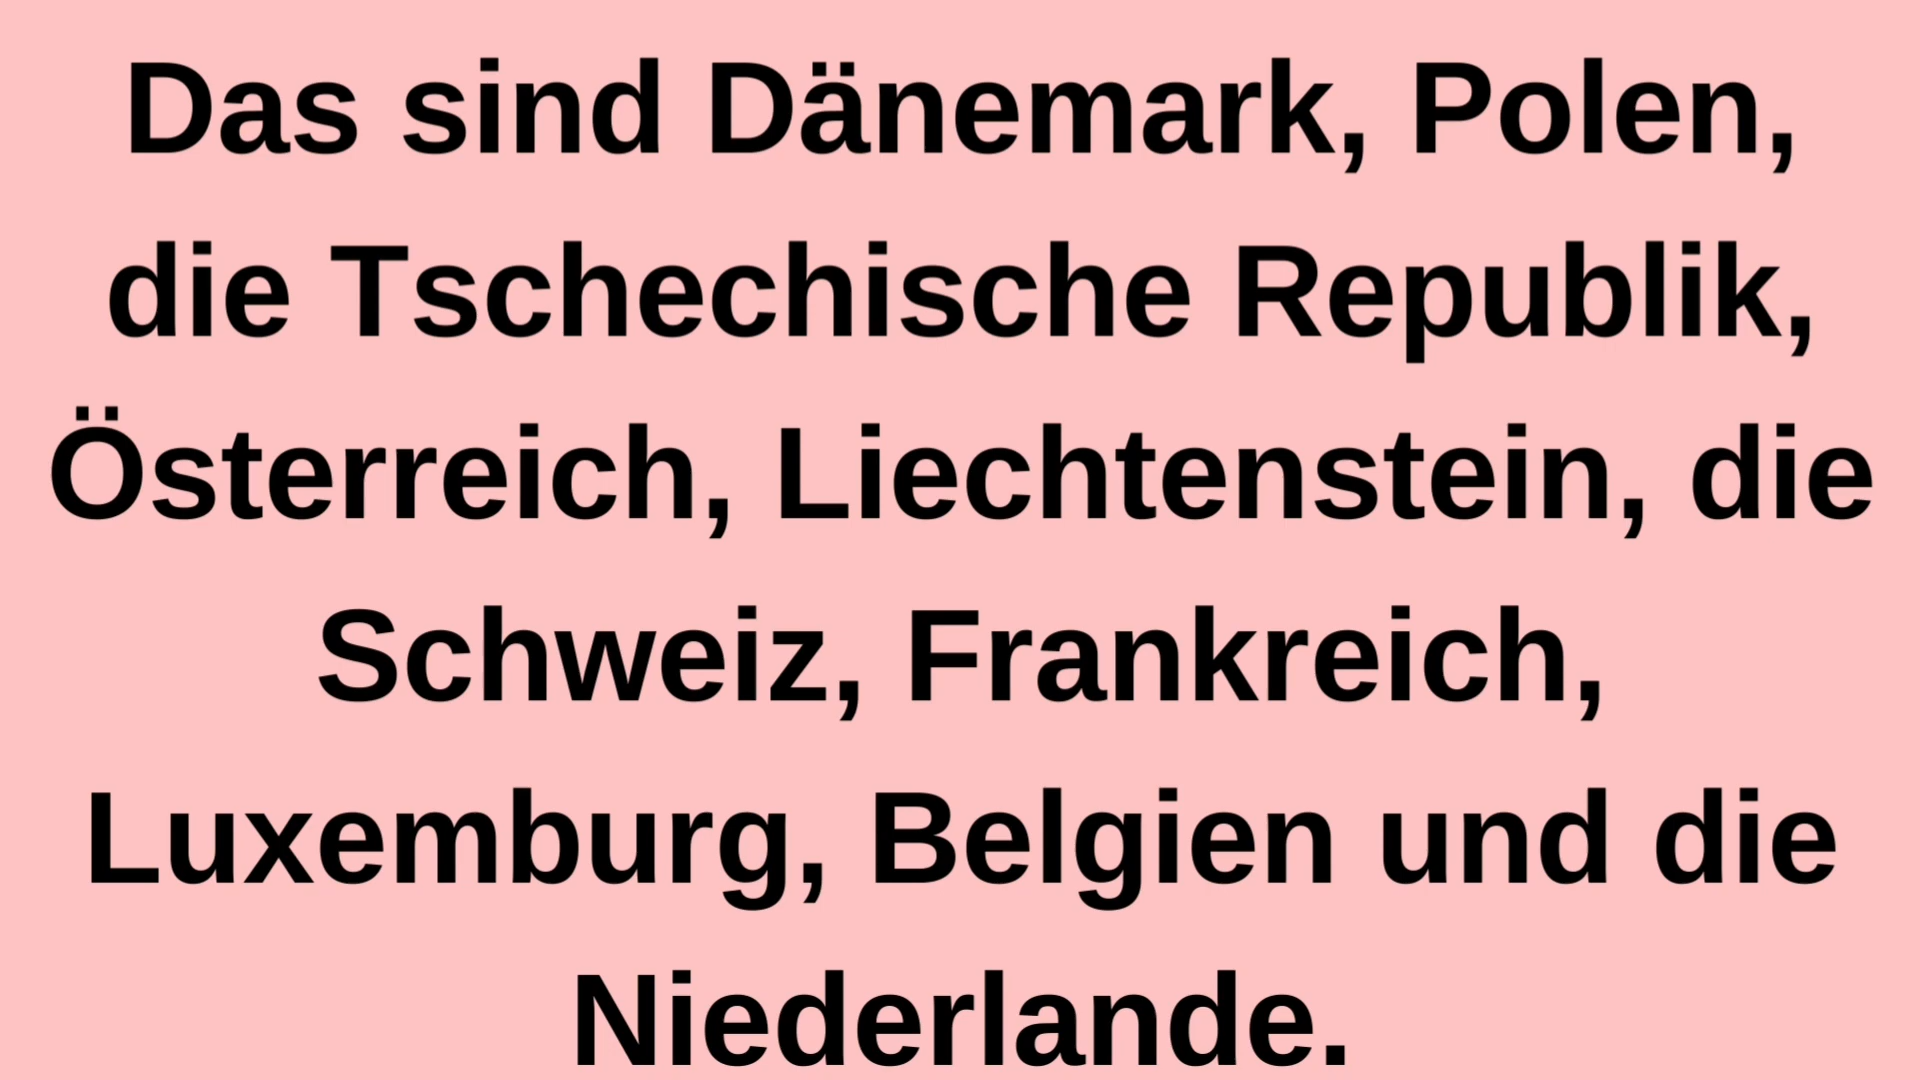 Das sind Dänemark, Polen,
die Tschechische Republik,
Österreich, Liechtenstein, die
Schweiz, Frankreich,
Luxemburg, Belgien und die
Niederlande.